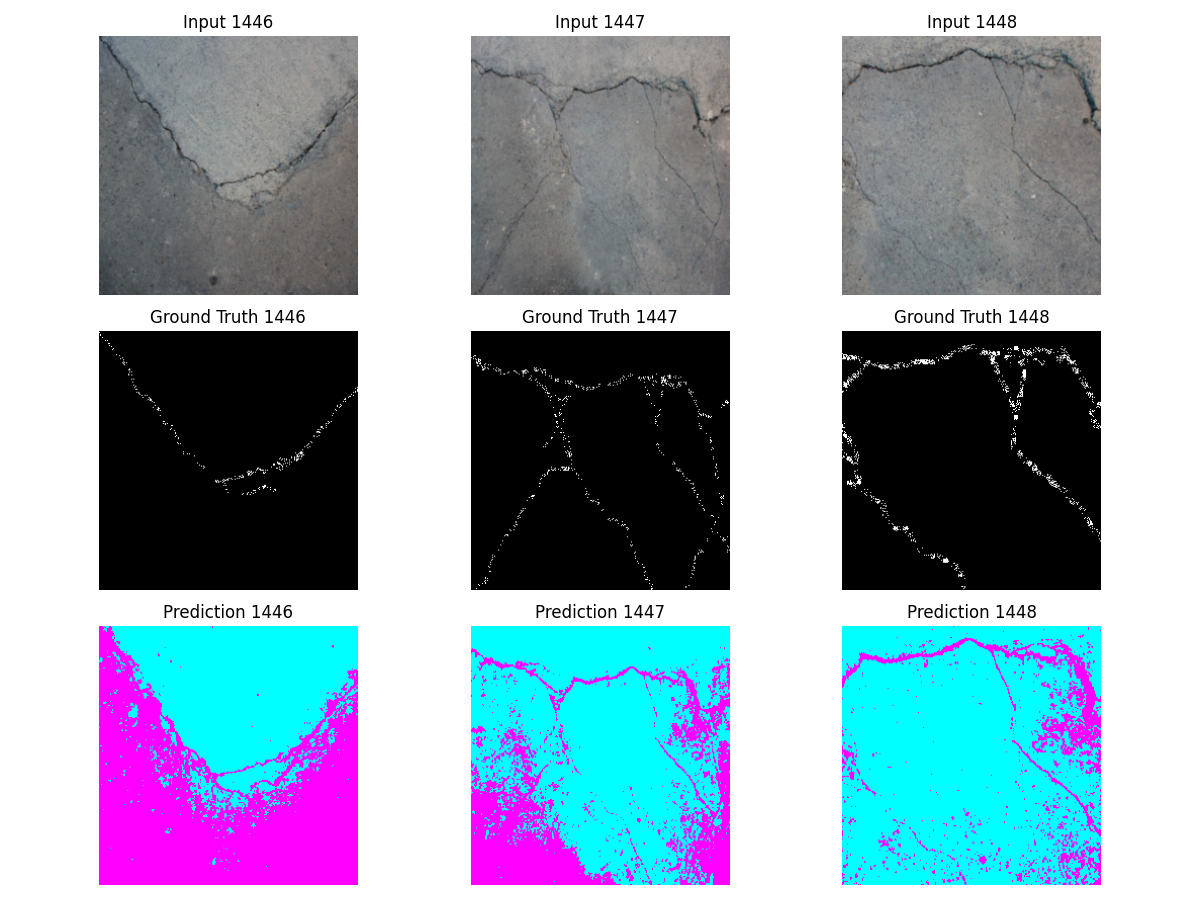 Input 1446
Input 1447
Input 1448
Ground Truth 1446
Ground Truth 1447
Ground Truth 1448
Prediction 1446
Prediction 1447
Prediction 1448